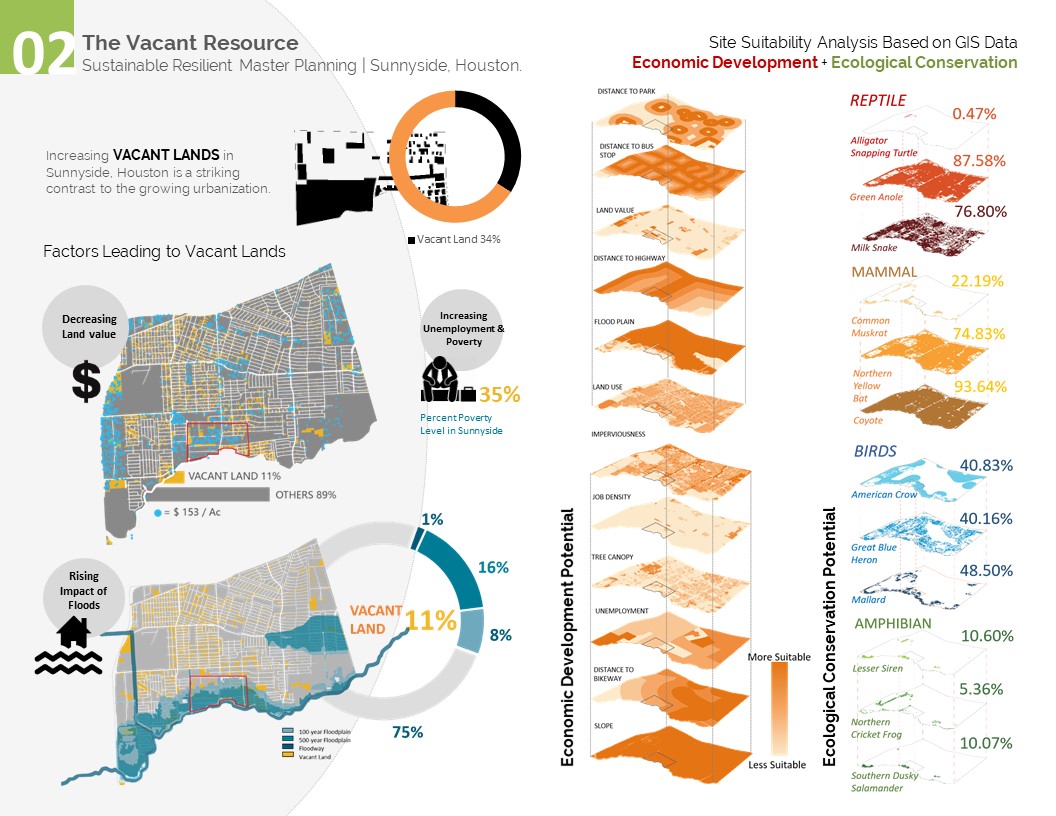 02
The Vacant Resource
Sustainable Resilient Master Planning | Sunnyside, Houston.
Increasing VACANT LANDS in
Sunnyside, Houston is a striking
contrast to the growing urbanization.
Vacant Land 34%
Factors Leading to Vacant Lands
Decreasing
Land value
$
Increasing
Unemployment &
Poverty
35%
Percent Poverty
Level in Sunnyside
VACANT LAND 11%
OTHERS 89%
= $ 153 / Ac
Rising
Impact of
Floods
VACANT
LAND
11%
1%
16%
8%
75%
100-year Floodplain
500-year Floodplain
Floodway
Vacant Land
Site Suitability Analysis Based on GIS Data
Economic Development + Ecological Conservation
Economic Development Potential
DISTANCE TO PARK
DISTANCE TO BUS
STOP
LAND VALUE
DISTANCE TO HIGHWAY
FLOOD PLAIN
LAND USE
IMPERVIOUSNESS
JOB DENSITY
TREE CANOPY
UNEMPLOYMENT
DISTANCE TO
BIKEWAY
SLOPE
More Suitable
Less Suitable
Ecological Conservation Potential
REPTILE
0.47%
Alligator
Snapping Turtle
87.58%
Green Anole
76.80%
Milk Snake
MAMMAL
22.19%
Common
Muskrat
74.83%
Northern
Yellow
Bat
93.64%
Coyote
BIRDS
40.83%
American Crow
40.16%
Great Blue
Heron
48.50%
Mallard
AMPHIBIAN
10.60%
Lesser Siren
5.36%
Northern
Cricket Frog
10.07%
Southern Dusky
Salamander